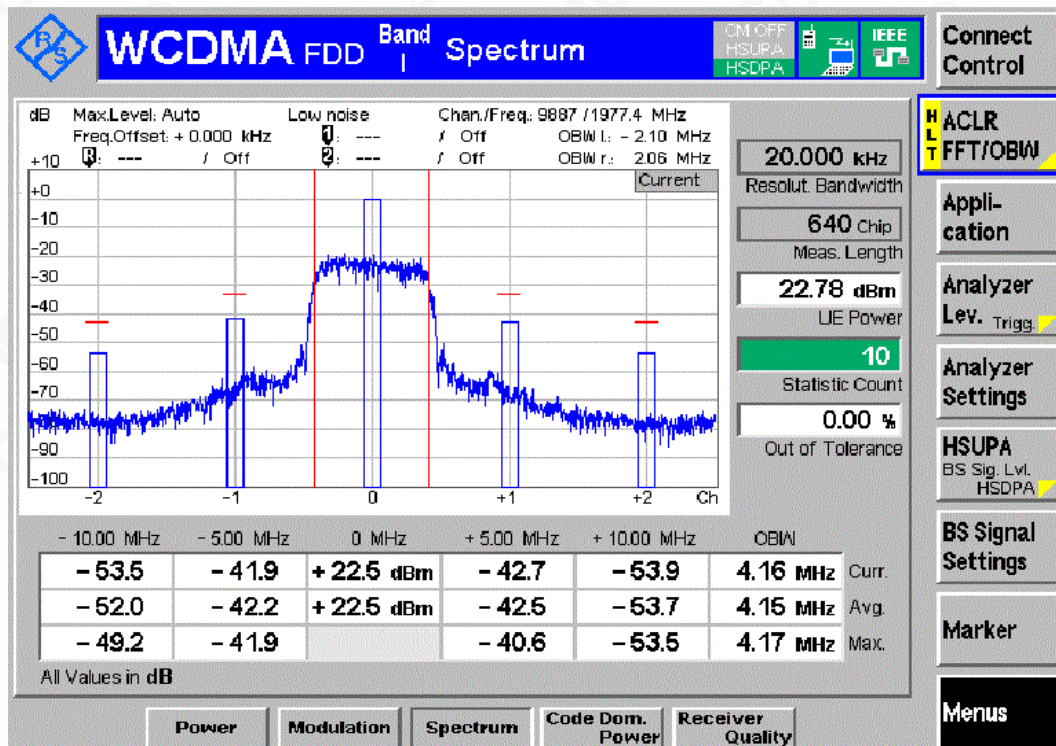 R/S
WCDMA FDD Band I Spectrum
CM OFF
HSUPA
HSDPA
IEEE
Connect Control
dB Max.Level: Auto Low noise Chan./Freq.: 9887 / 1977.4 MHz
Freq.Offset: + 0.000 kHz 1: --- / Off OBW l.: - 2.10 MHz
+10 R: --- / Off 2: --- / Off OBW r.: 2.06 MHz
Current
+0
-10
-20
-30
-40
-50
-60
-70
-80
-90
-100
-2 -1 0 +1 +2 Ch
20.000 kHz
Resolut. Bandwidth
640 Chip
Meas. Length
22.78 dBm
UE Power
10
Statistic Count
0.00 %
Out of Tolerance
HLT
ACLR
FFT/OBW
Appli-
cation
Analyzer
Lev. Trigg.
Analyzer
Settings
HSUPA
BS Sig. Lvl.
HSDPA
BS Signal
Settings
Marker
Menus
- 10.00 MHz - 5.00 MHz 0 MHz + 5.00 MHz + 10.00 MHz OBW
- 53.5 - 41.9 + 22.5 dBm - 42.7 - 53.9 4.16 MHz Curr.
- 52.0 - 42.2 + 22.5 dBm - 42.5 - 53.7 4.15 MHz Avg.
- 49.2 - 41.9 - 40.6 - 53.5 4.17 MHz Max.
All Values in dB
Power
Modulation
Spectrum
Code Dom.
Power
Receiver
Quality